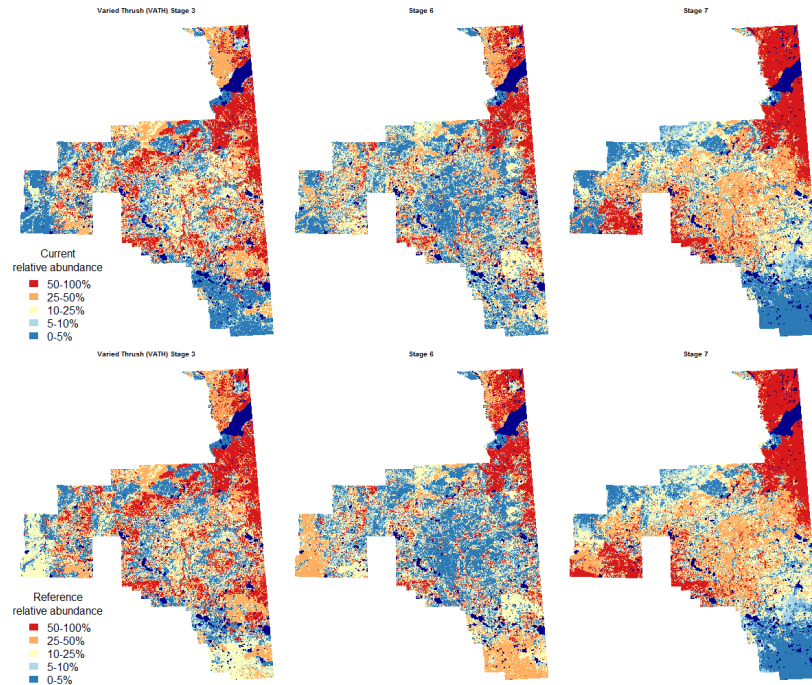 Varied Thrush (VATH) Stage 3
Stage 6
Stage 7
Current
relative abundance
50-100%
25-50%
10-25%
5-10%
0-5%
Varied Thrush (VATH) Stage 3
Stage 6
Stage 7
Reference
relative abundance
50-100%
25-50%
10-25%
5-10%
0-5%